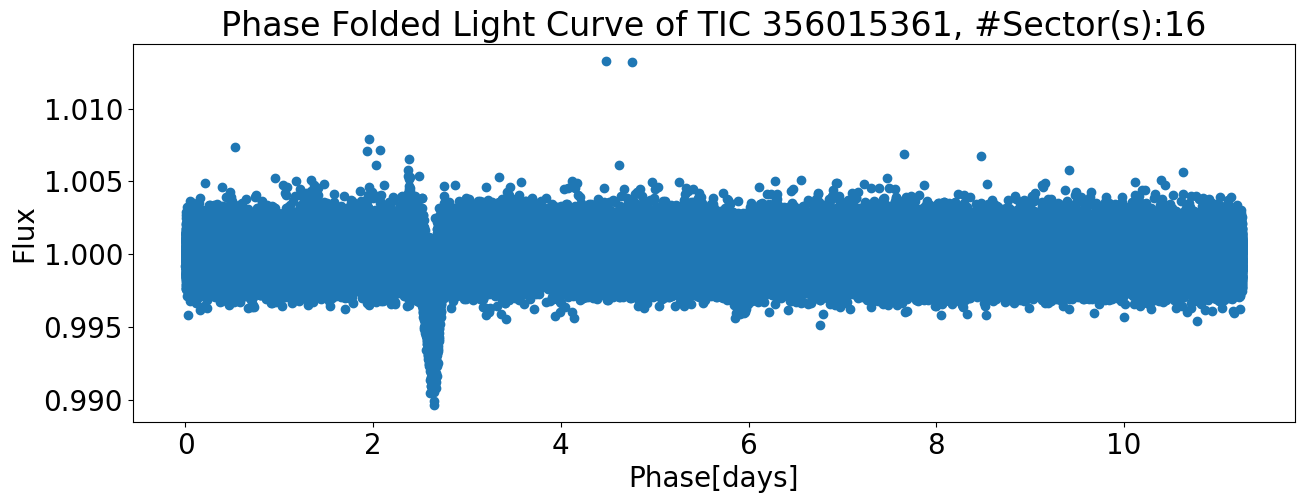 Phase Folded Light Curve of TIC 356015361, #Sector(s):16
1.010
1.005
1.000
0.995
0.990
Flux
0 2 4 6 8 10
Phase[days]